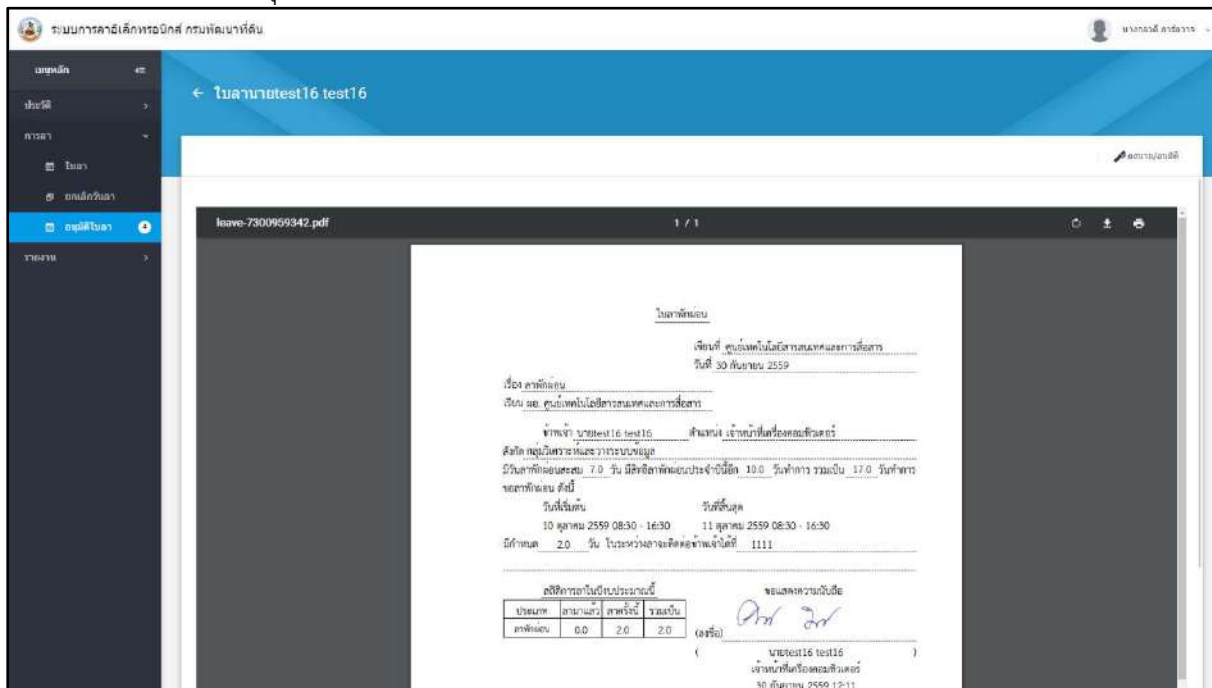 ระบบการลาอิเล็กทรอนิกส์ กรมพัฒนาที่ดิน
เมนูหลัก
ประวัติ
การลา
ใบลา
ยกเลิกวันลา
อนุมัติใบลา 4
รายงาน
← ใบลานายtest16 test16
ลงนาม/อนุมัติ
leave-7300959342.pdf 1 / 1
ใบลาพักผ่อน
เขียนที่ ศูนย์เทคโนโลยีสารสนเทศและการสื่อสาร
วันที่ 30 กันยายน 2559
เรื่อง ลาพักผ่อน
เรียน ผอ. ศูนย์เทคโนโลยีสารสนเทศและการสื่อสาร
ข้าพเจ้า นายtest16 test16 ตำแหน่ง เจ้าหน้าที่เครื่องคอมพิวเตอร์
สังกัด กลุ่มวิเคราะห์และวางระบบข้อมูล
มีวันลาพักผ่อนสะสม 7.0 วัน มีสิทธิลาพักผ่อนประจำปีนี้อีก 10.0 วันทำการ รวมเป็น 17.0 วันทำการ
ขอลาพักผ่อน ดังนี้
วันที่เริ่มต้น วันที่สิ้นสุด
10 ตุลาคม 2559 08:30 - 16:30 11 ตุลาคม 2559 08:30 - 16:30
มีกำหนด 2.0 วัน ในระหว่างลาจะติดต่อข้าพเจ้าได้ที่ 1111
สถิติการลาในปีงบประมาณนี้ ขอแสดงความนับถือ
ประเภท ลามาแล้ว ลาครั้งนี้ รวมเป็น
ลาพักผ่อน 0.0 2.0 2.0
(ลงชื่อ)
( นายtest16 test16 )
เจ้าหน้าที่เครื่องคอมพิวเตอร์
30 กันยายน 2559 12:11